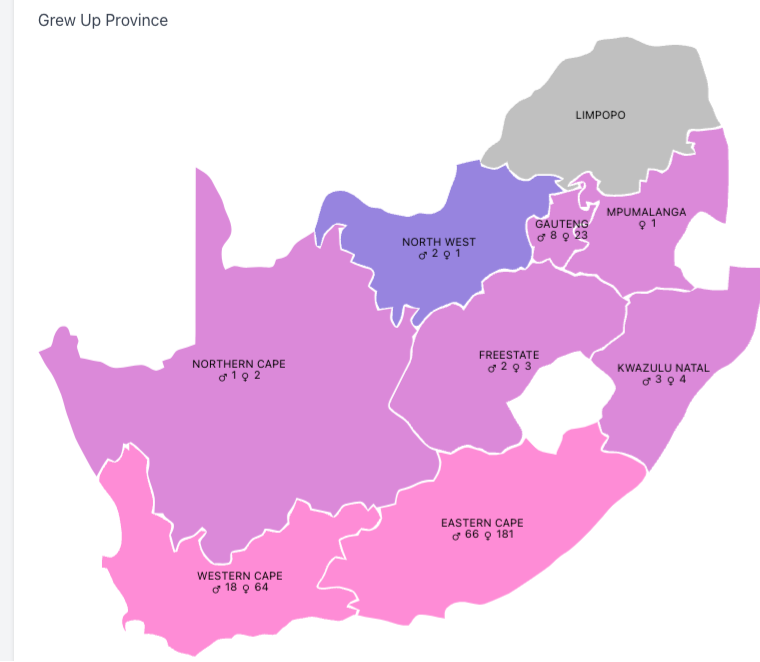 Grew Up Province
LIMPOPO
MPUMALANGA
♀ 1
GAUTENG
♂ 8 ♀ 23
NORTH WEST
♂ 2 ♀ 1
FREESTATE
♂ 2 ♀ 3
NORTHERN CAPE
♂ 1 ♀ 2
KWAZULU NATAL
♂ 3 ♀ 4
EASTERN CAPE
♂ 66 ♀ 181
WESTERN CAPE
♂ 18 ♀ 64